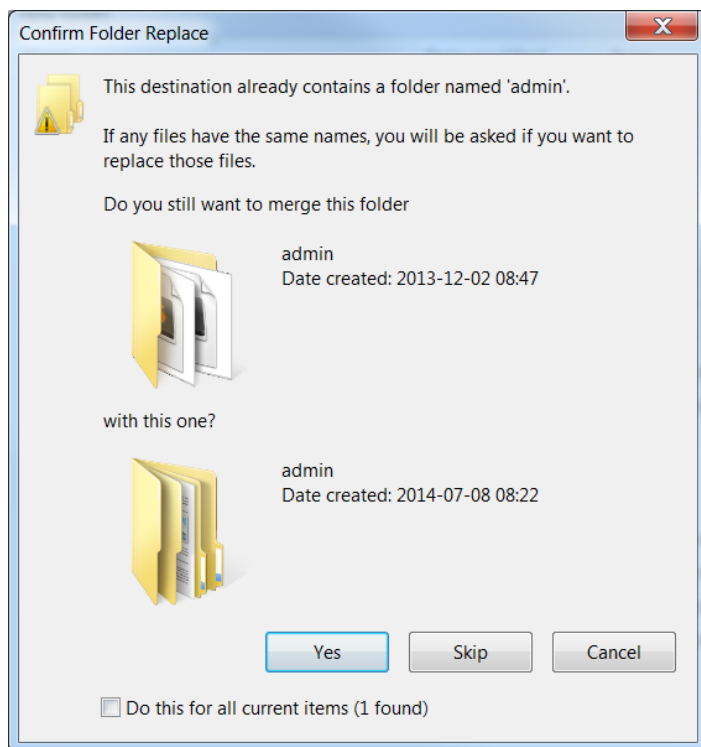 Confirm Folder Replace
This destination already contains a folder named 'admin'.
If any files have the same names, you will be asked if you want to
replace those files.
Do you still want to merge this folder
admin
Date created: 2013-12-02 08:47
with this one?
admin
Date created: 2014-07-08 08:22
Yes Skip Cancel
Do this for all current items (1 found)